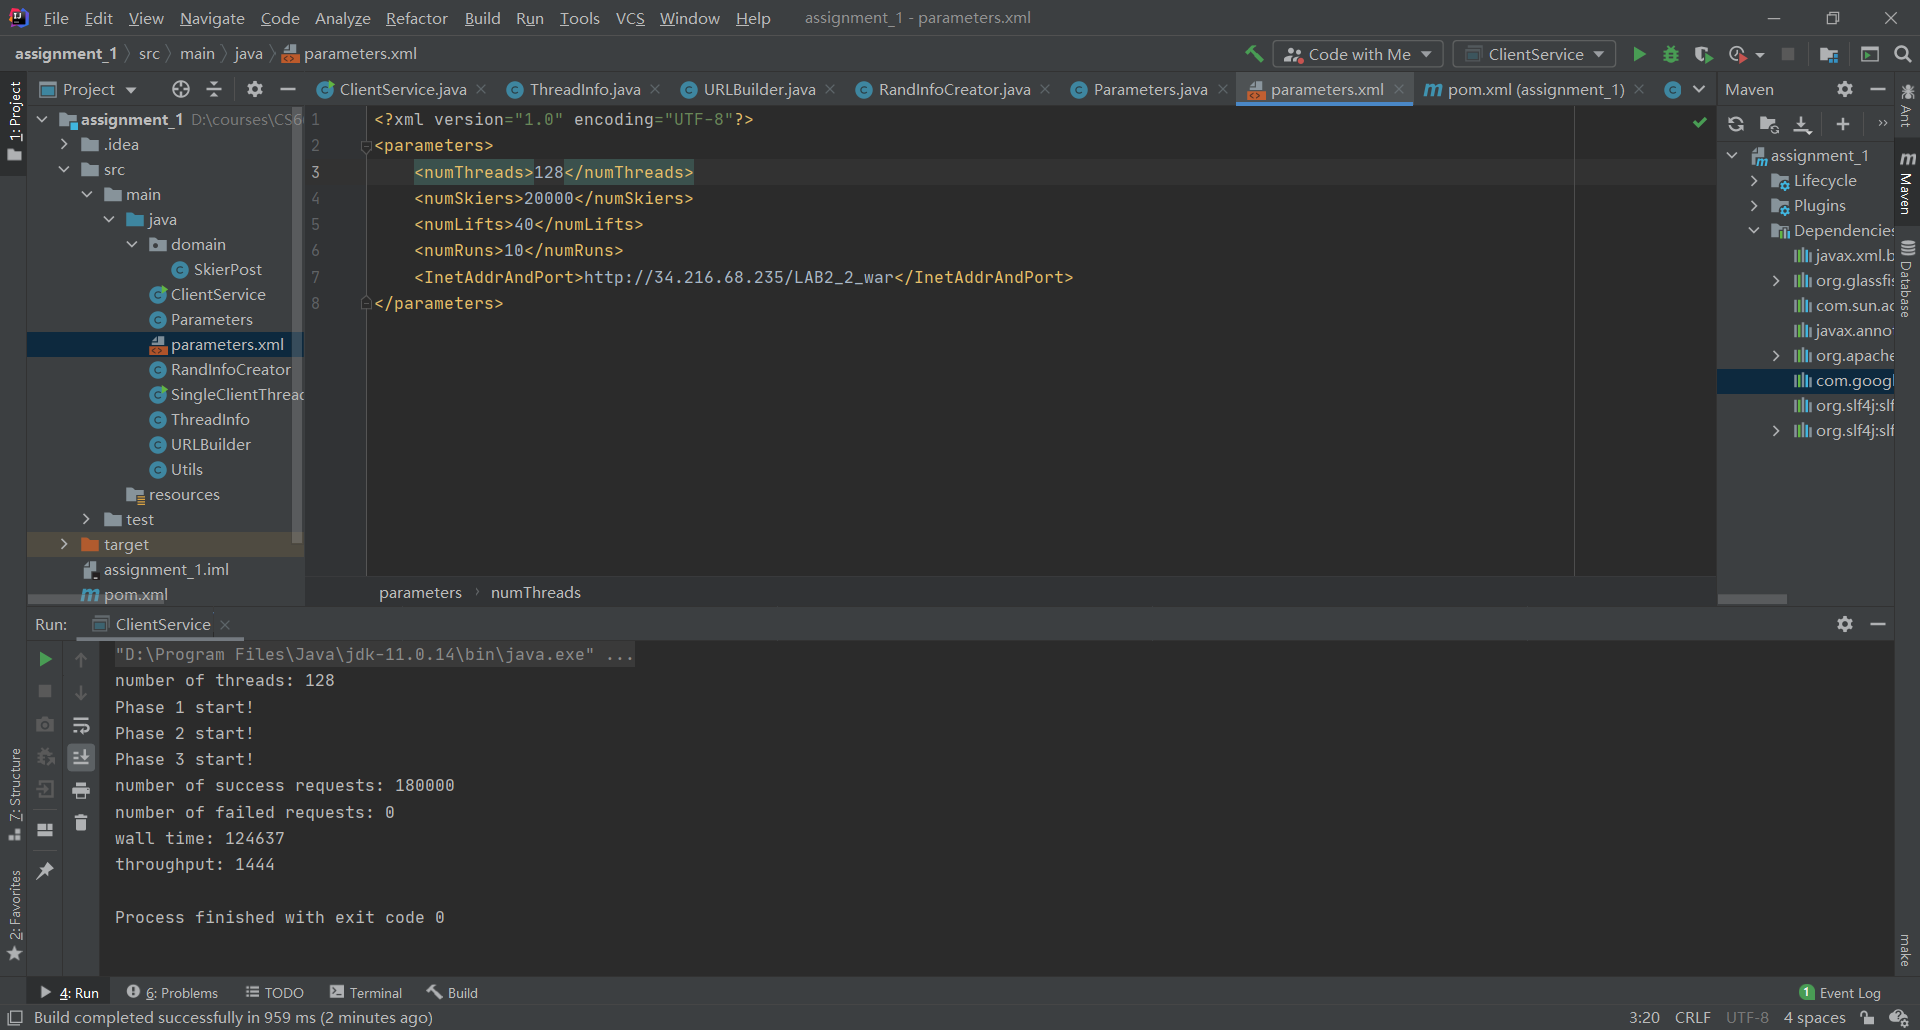 File Edit View Navigate Code Analyze Refactor Build Run Tools VCS Window Help assignment_1 - parameters.xml
assignment_1 src main java parameters.xml Code with Me ClientService
Project ClientService.java ThreadInfo.java URLBuilder.java RandInfoCreator.java Parameters.java parameters.xml pom.xml (assignment_1) Maven
1: Project
assignment_1 D:\courses\CS6
.idea
src
main
java
domain
SkierPost
ClientService
Parameters
parameters.xml
RandInfoCreator
SingleClientThread
ThreadInfo
URLBuilder
Utils
resources
test
target
assignment_1.iml
pom.xml
1 <?xml version="1.0" encoding="UTF-8"?>
2 <parameters>
3 <numThreads>128</numThreads>
4 <numSkiers>20000</numSkiers>
5 <numLifts>40</numLifts>
6 <numRuns>10</numRuns>
7 <InetAddrAndPort>http://34.216.68.235/LAB2_2_war</InetAddrAndPort>
8 </parameters>
parameters numThreads
assignment_1
Lifecycle
Plugins
Dependencies
javax.xml.b
org.glassfis
com.sun.ac
javax.annot
org.apache
com.googl
org.slf4j:slf
org.slf4j:slf
Ant
Maven
Database
make
Run: ClientService
"D:\Program Files\Java\jdk-11.0.14\bin\java.exe" ...
number of threads: 128
Phase 1 start!
Phase 2 start!
Phase 3 start!
number of success requests: 180000
number of failed requests: 0
wall time: 124637
throughput: 1444
Process finished with exit code 0
7: Structure
2: Favorites
4: Run 6: Problems TODO Terminal Build 1 Event Log
Build completed successfully in 959 ms (2 minutes ago) 3:20 CRLF UTF-8 4 spaces